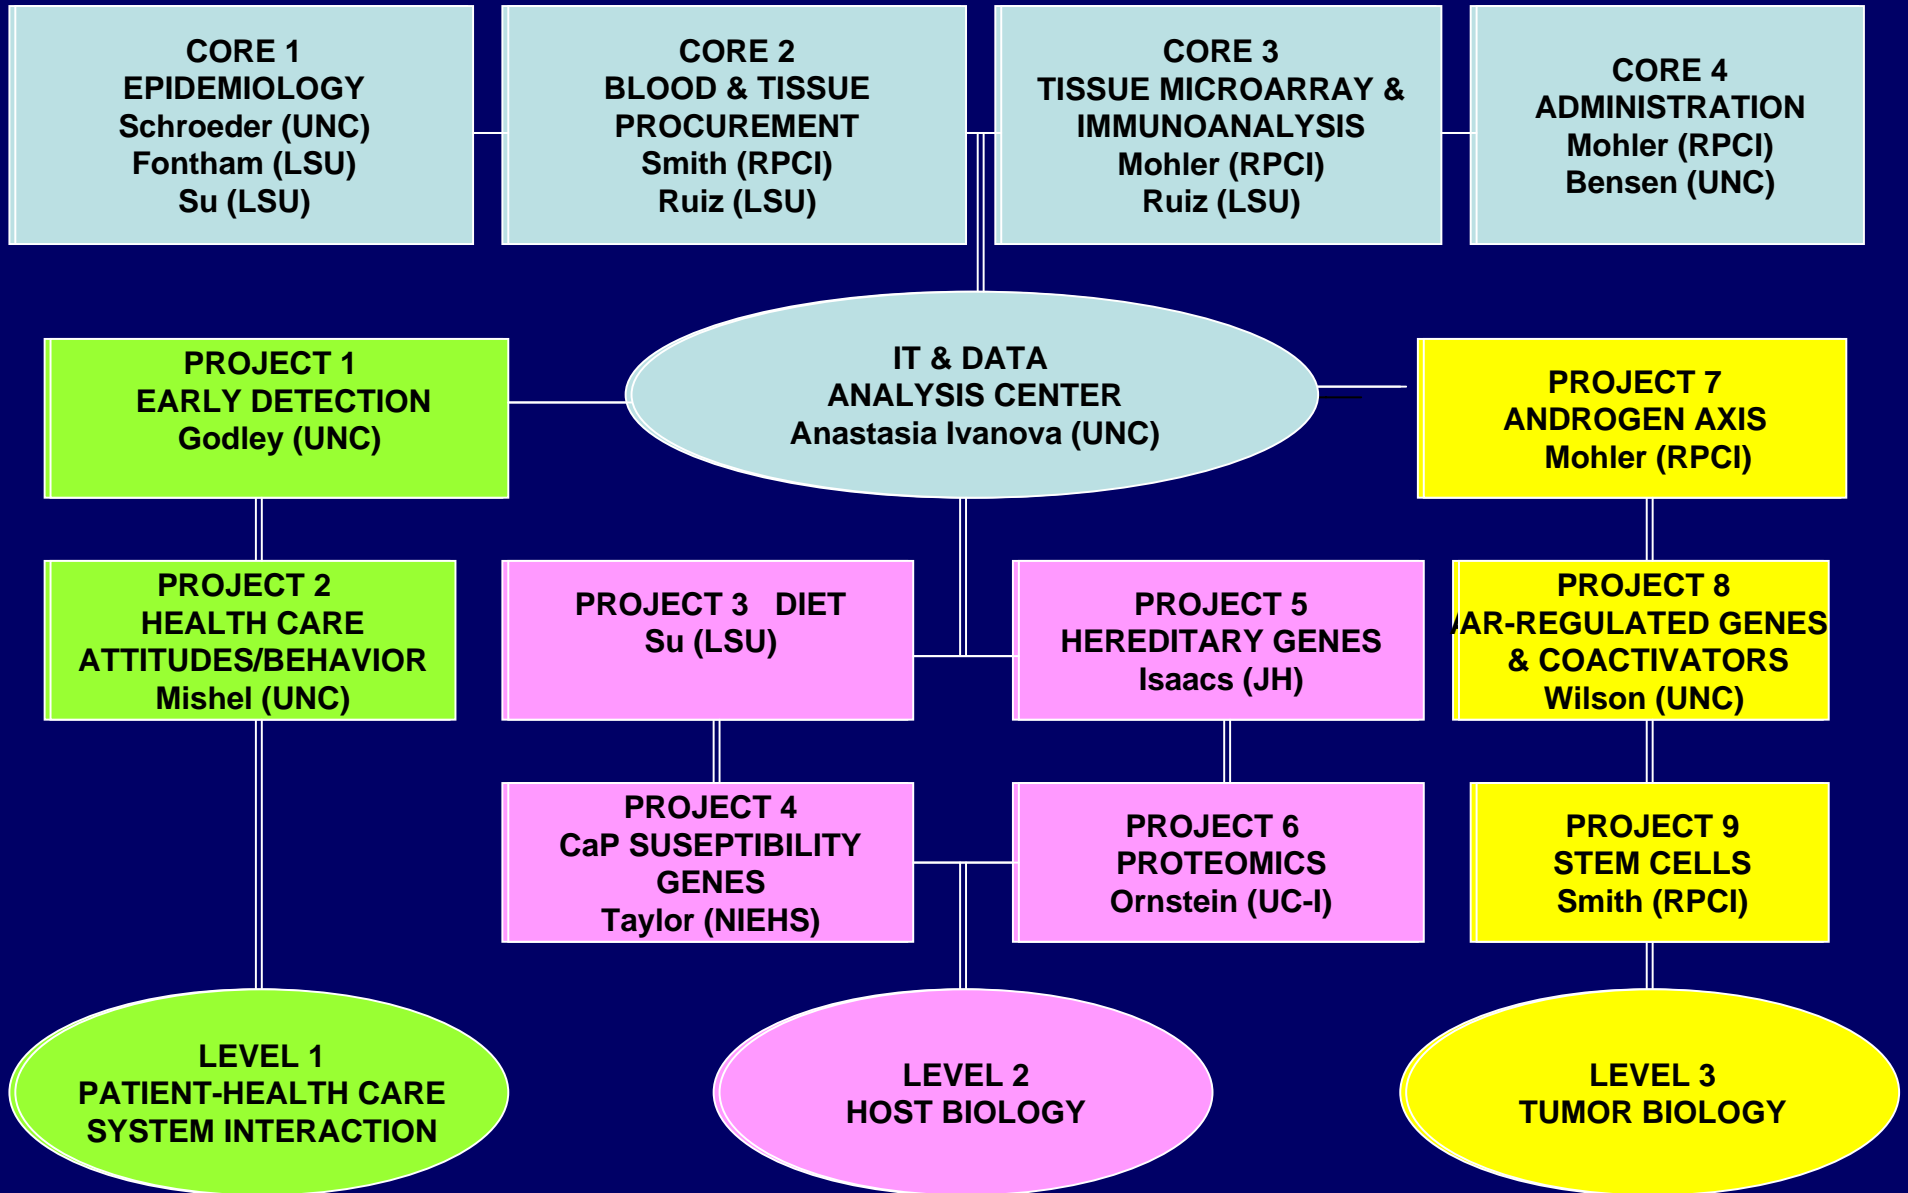 CORE 1
EPIDEMIOLOGY
Schroeder (UNC)
Fontham (LSU)
Su (LSU)
CORE 2
BLOOD & TISSUE
PROCUREMENT
Smith (RPCI)
Ruiz (LSU)
CORE 3
TISSUE MICROARRAY &
IMMUNOANALYSIS
Mohler (RPCI)
Ruiz (LSU)
CORE 4
ADMINISTRATION
Mohler (RPCI)
Bensen (UNC)
PROJECT 1
EARLY DETECTION
Godley (UNC)
IT & DATA
ANALYSIS CENTER
Anastasia Ivanova (UNC)
PROJECT 7
ANDROGEN AXIS
Mohler (RPCI)
PROJECT 2
HEALTH CARE
ATTITUDES/BEHAVIOR
Mishel (UNC)
PROJECT 3 DIET
Su (LSU)
PROJECT 5
HEREDITARY GENES
Isaacs (JH)
PROJECT 8
AR-REGULATED GENES
& COACTIVATORS
Wilson (UNC)
PROJECT 4
CaP SUSEPTIBILITY
GENES
Taylor (NIEHS)
PROJECT 6
PROTEOMICS
Ornstein (UC-I)
PROJECT 9
STEM CELLS
Smith (RPCI)
LEVEL 1
PATIENT-HEALTH CARE
SYSTEM INTERACTION
LEVEL 2
HOST BIOLOGY
LEVEL 3
TUMOR BIOLOGY